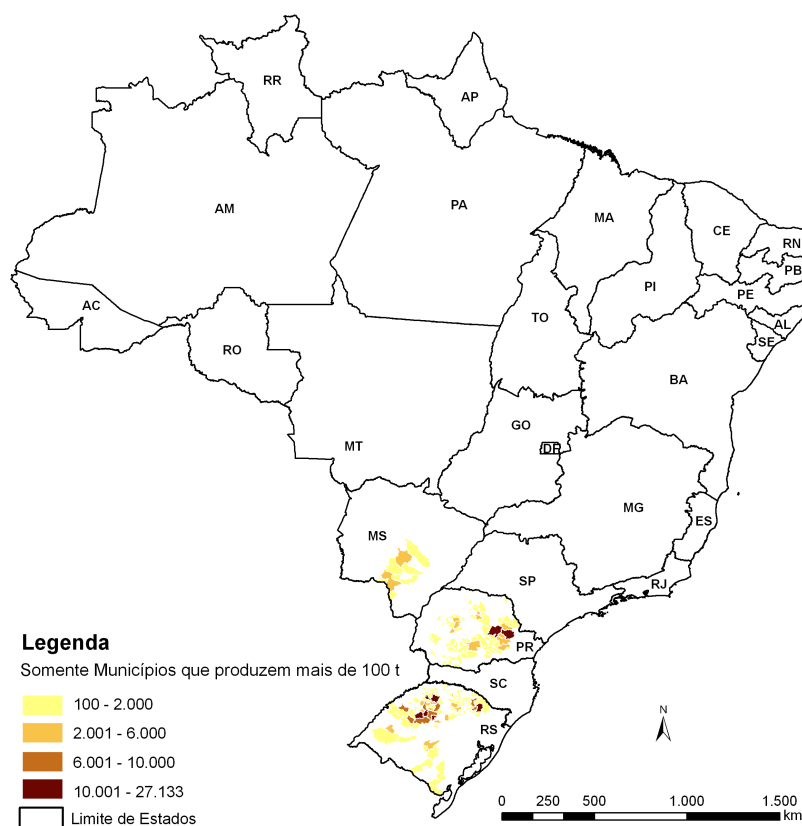 RR
AP
AM
PA
MA
CE
RN
PB
PI
PE
AC
TO
AL
SE
RO
BA
GO
MT
DF
MG
ES
MS
SP
RJ
PR
SC
RS
Legenda
Somente Municípios que produzem mais de 100 t
100 - 2.000
2.001 - 6.000
6.001 - 10.000
10.001 - 27.133
Limite de Estados
N
0 250 500 1.000 1.500
km